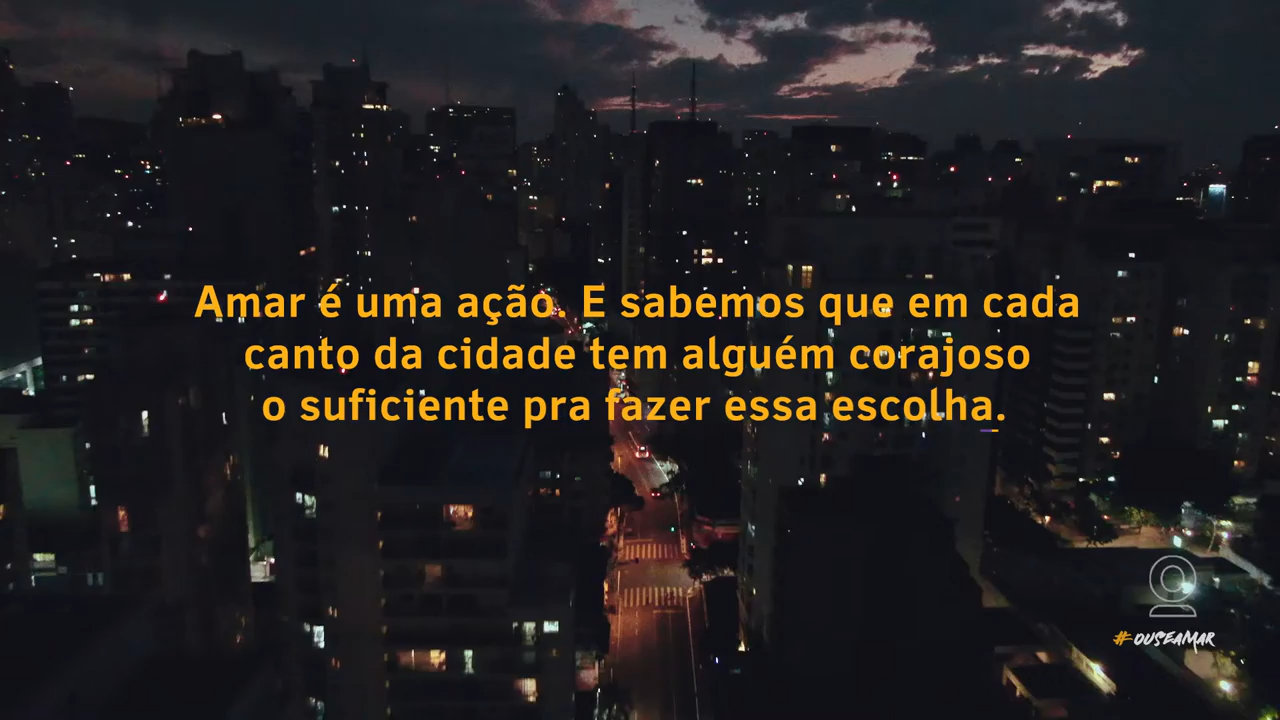 Amar é uma ação. E sabemos que em cada
canto da cidade tem alguém corajoso
o suficiente pra fazer essa escolha.
#OUSEAMAR